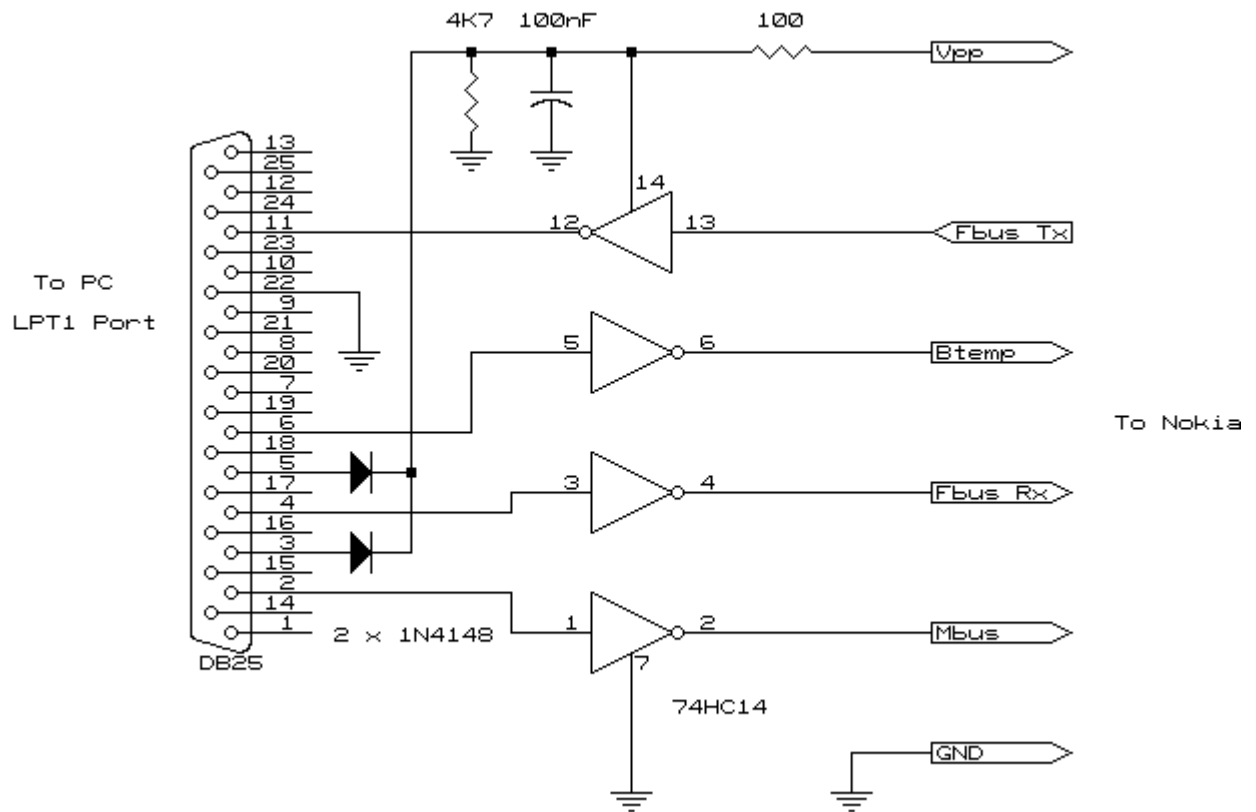 4K7 100nF 100
Vpp
13
25
12
24
11
23
10
22
9
21
8
20
7
19
6
18
5
17
4
16
3
15
2
14
1
DB25
To PC
LPT1 Port
2 x 1N4148
14
12 13
Fbus Tx
5 6
Btemp
3 4
Fbus Rx
1 2
Mbus
7
74HC14
GND
To Nokia